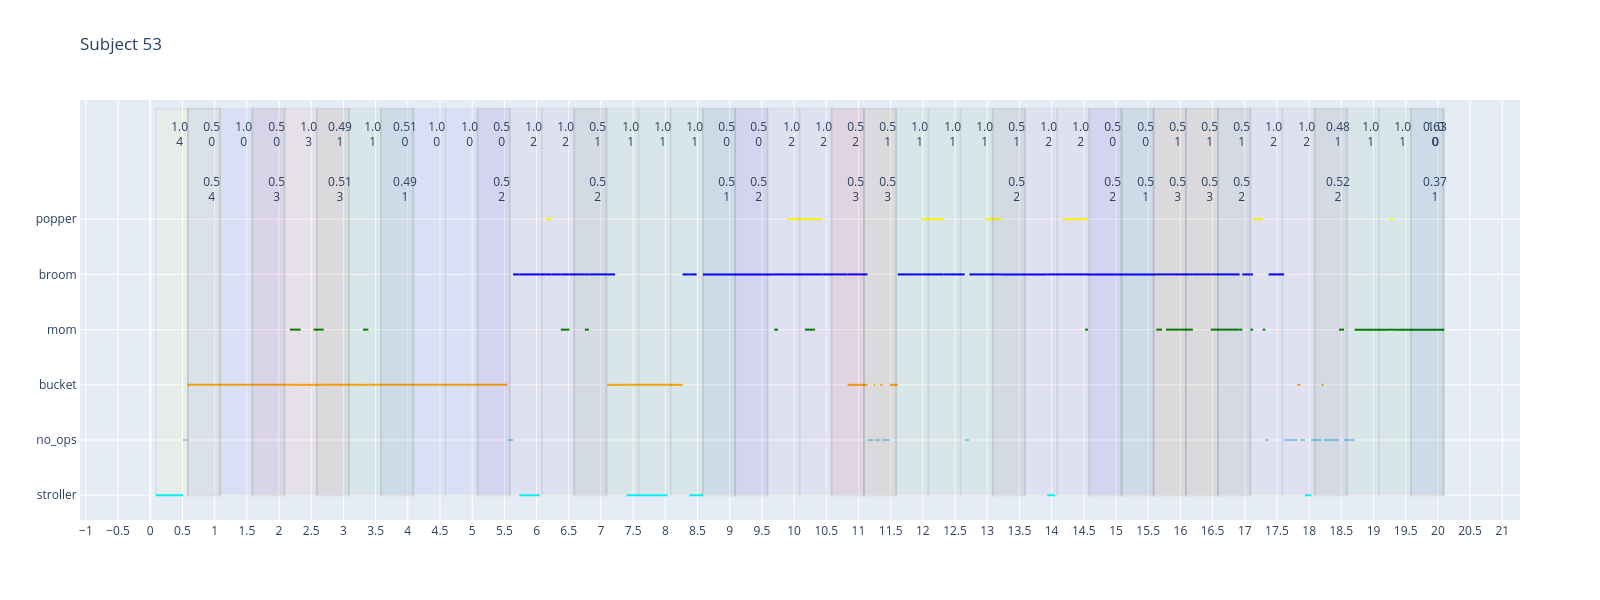 Subject 53
1.0 0.5 1.0 0.5 1.0 0.49 1.0 0.51 1.0 1.0 0.5 1.0 1.0 0.5 1.0 1.0 1.0 0.5 0.5 1.0 1.0 0.5 0.5 1.0 1.0 1.0 0.5 1.0 1.0 0.5 0.5 0.5 0.5 0.5 1.0 1.0 0.48 1.0 1.0
4 0 0 0 3 1 1 0 0 0 0 2 2 1 1 1 1 0 0 2 2 2 1 1 1 1 1 2 2 0 0 1 1 1 2 2 1 1 1 0
0.5 0.5 0.51 0.49 0.5 0.5 0.5 0.5 0.5 0.5 0.5 0.5 0.5 0.5 0.5 0.5 0.52 0.37
4 3 3 1 2 2 1 2 3 3 2 2 1 3 3 2 2 1
popper
broom
mom
bucket
no_ops
stroller
−1 −0.5 0 0.5 1 1.5 2 2.5 3 3.5 4 4.5 5 5.5 6 6.5 7 7.5 8 8.5 9 9.5 10 10.5 11 11.5 12 12.5 13 13.5 14 14.5 15 15.5 16 16.5 17 17.5 18 18.5 19 19.5 20 20.5 21